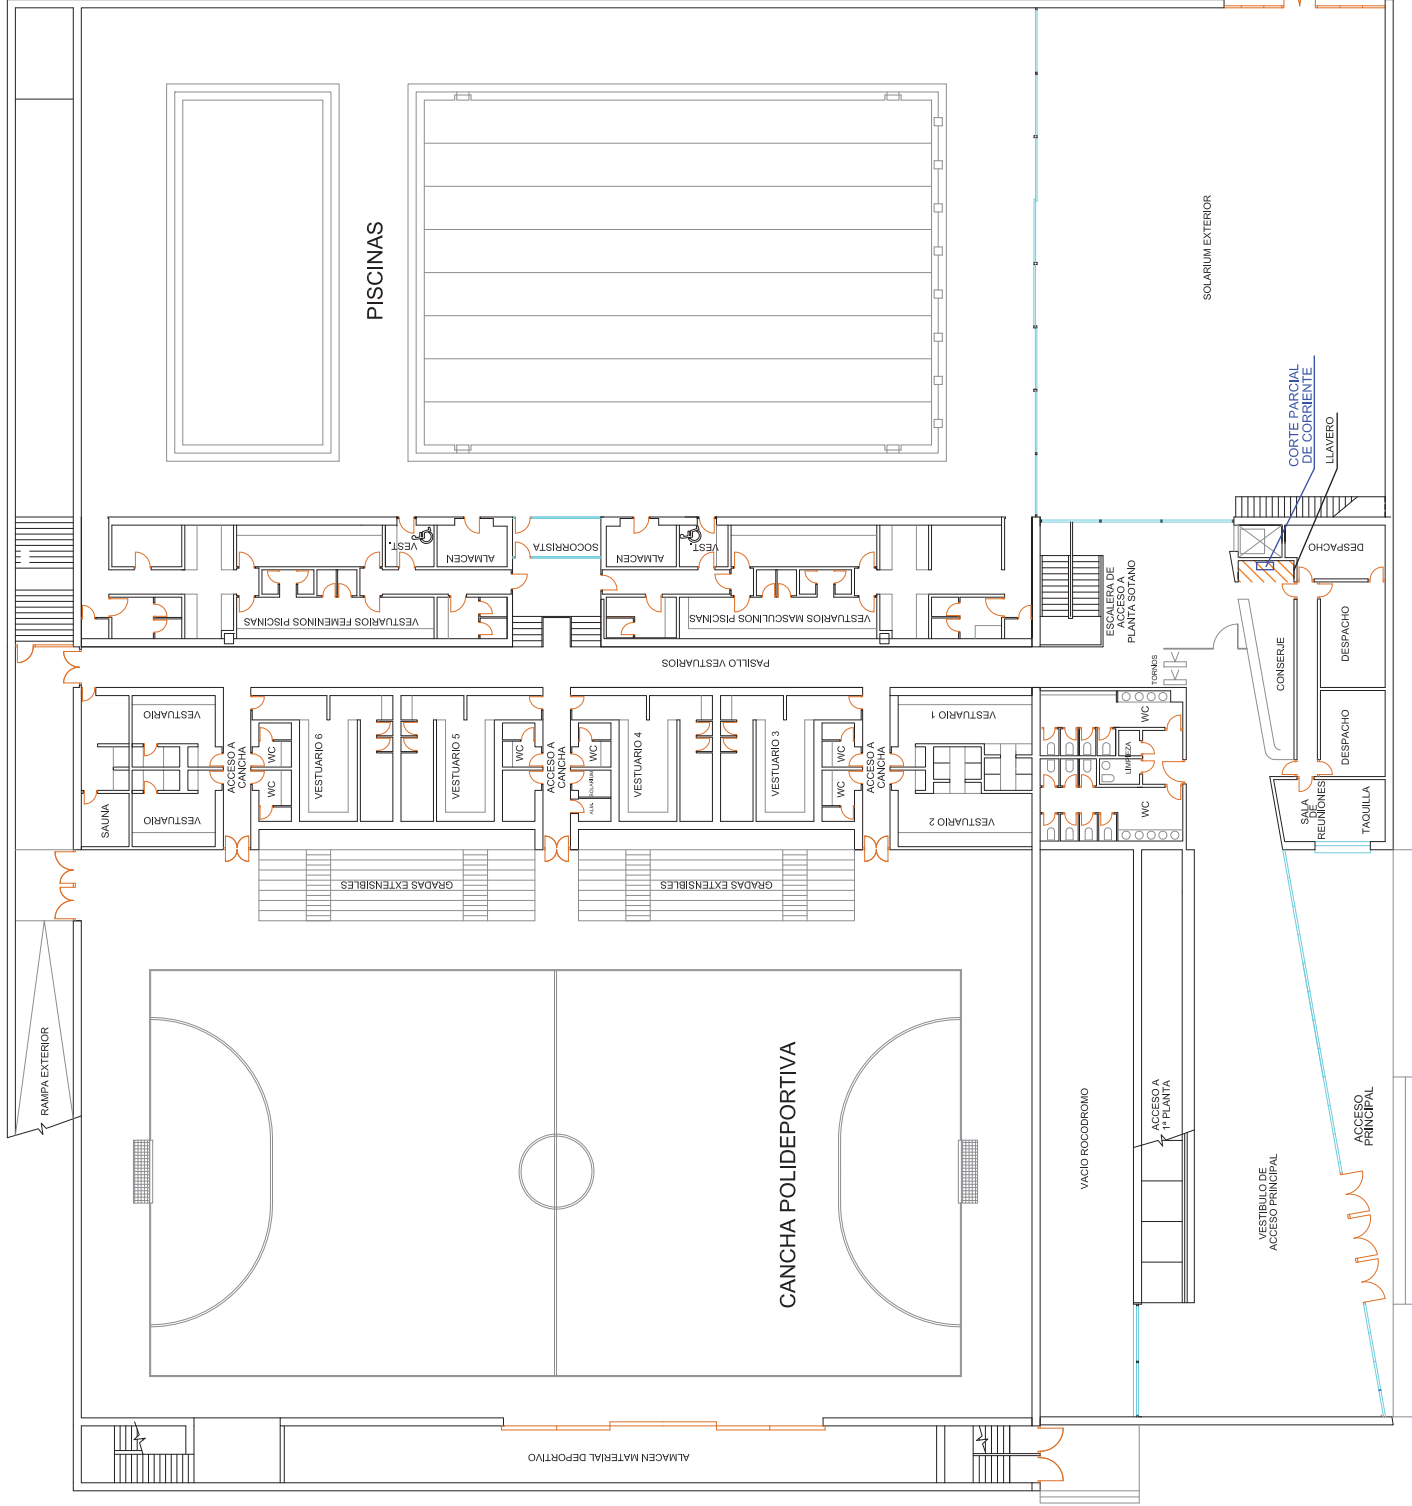 PISCINAS
SOLARIUM EXTERIOR
CORTE PARCIAL
DE CORRIENTE
LLAVERO
VEST.
ALMACEN
SOCORRISTA
ALMACEN
VEST.
DESPACHO
ESCALERA DE
ACCESO A
PLANTA SOTANO
VESTUARIOS FEMENINOS PISCINAS
VESTUARIOS MASCULINOS PISCINAS
PASILLO VESTUARIOS
TORNOS
CONSERJE
DESPACHO
DESPACHO
VESTUARIO
ACCESO A
CANCHA
WC
WC
VESTUARIO 6
VESTUARIO 5
WC
ACCESO A
CANCHA
WC
ALM. SOLARIUM
VESTUARIO 4
VESTUARIO 3
WC
WC
ACCESO A
CANCHA
VESTUARIO 1
WC
LIMPIEZA
WC
SAUNA
VESTUARIO
VESTUARIO 2
SALA
DE
REUNIONES
TAQUILLA
GRADAS EXTENSIBLES
GRADAS EXTENSIBLES
RAMPA EXTERIOR
CANCHA POLIDEPORTIVA
VACIO ROCODROMO
ACCESO A
1ª PLANTA
VESTIBULO DE
ACCESO PRINCIPAL
ACCESO
PRINCIPAL
ALMACEN MATERIAL DEPORTIVO